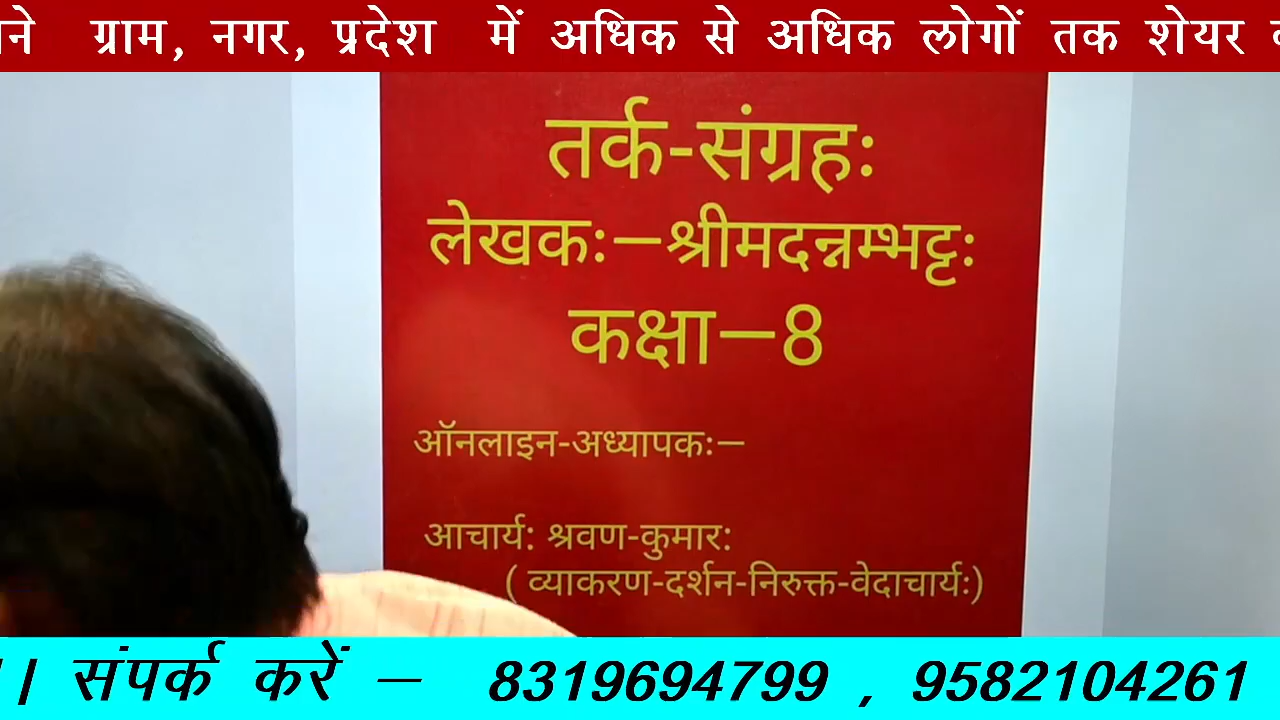 ग्राम, नगर, प्रदेश में अधिक से अधिक लोगों तक शेयर
तर्क-संग्रहः
लेखकः—श्रीमदन्नम्भट्टः
कक्षा—8
ऑनलाइन-अध्यापकः—
आचार्य: श्रवण-कुमार:
( व्याकरण-दर्शन-निरुक्त-वेदाचार्यः)
। संपर्क करें — 8319694799 , 9582104261